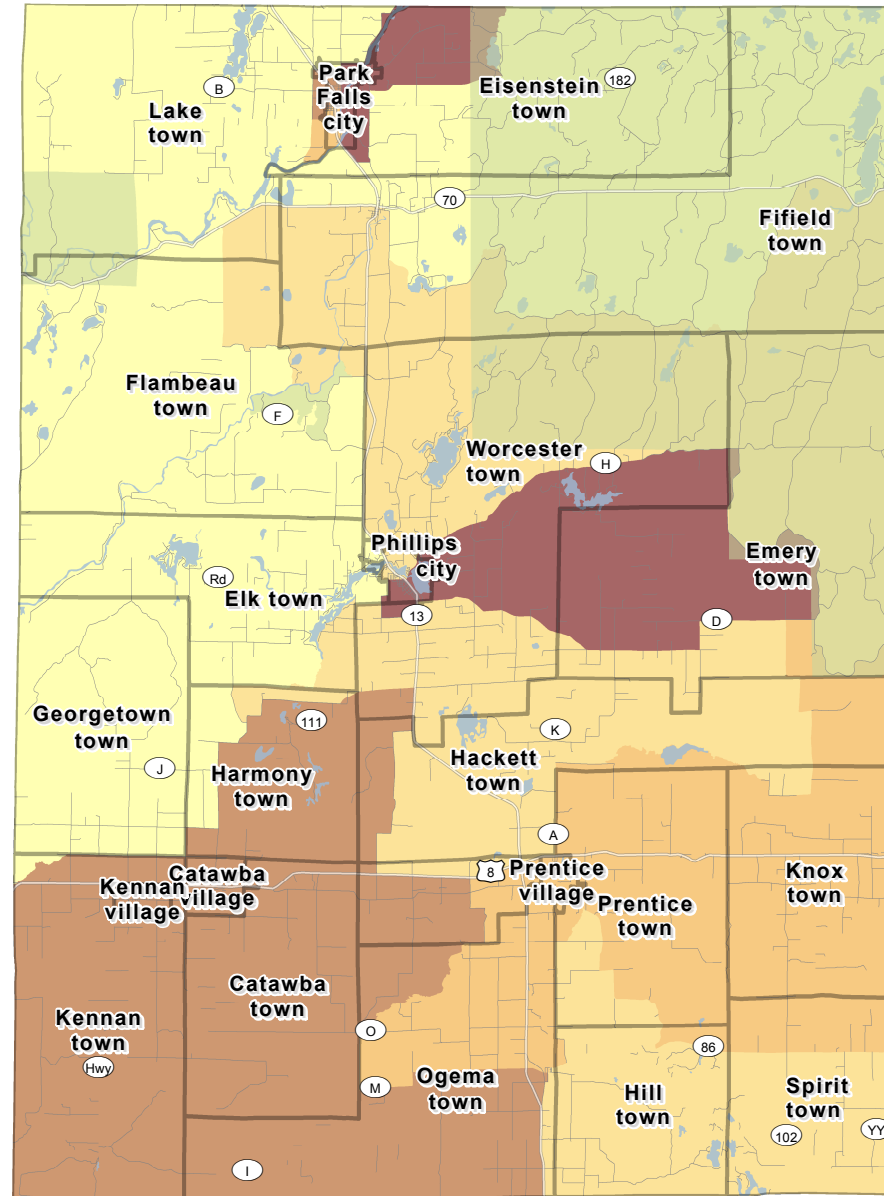 Park
Falls
city
B
Lake
town
Eisenstein
town
182
70
Fifield
town
Flambeau
town
F
Worcester
town
H
Phillips
city
Emery
town
Rd
Elk town
13
D
Georgetown
town
111
J
Harmony
town
Hackett
town
K
A
8
Catawba
village
Kennan
village
Prentice
village
Prentice
town
Knox
town
Catawba
town
Kennan
town
Hwy
O
M
Ogema
town
86
Hill
town
Spirit
town
102
YY
I